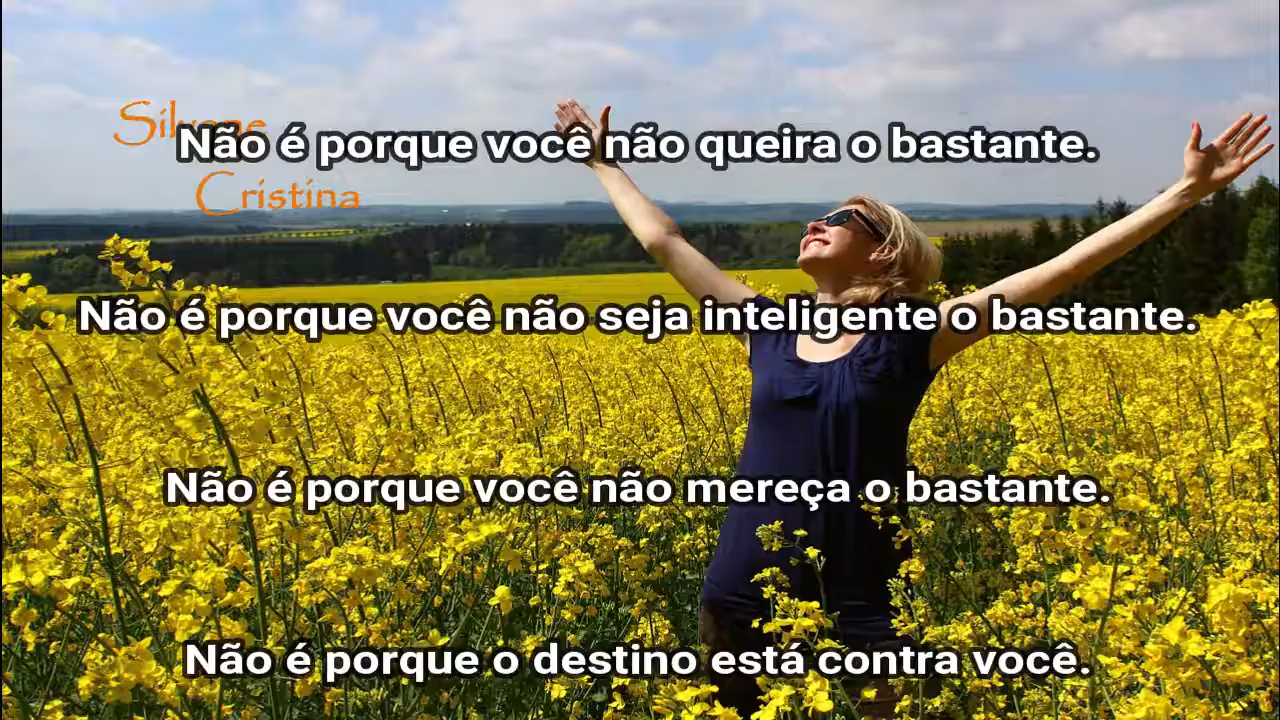 Silvane
Não é porque você não queira o bastante.
Cristina
Não é porque você não seja inteligente o bastante.
Não é porque você não mereça o bastante.
Não é porque o destino está contra você.